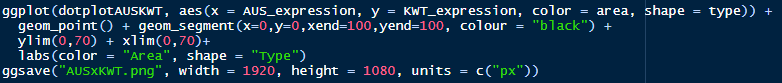 ggplot(dotplotAUSKWT, aes(x = AUS_expression, y = KWT_expression, color = area, shape = type)) +
  geom_point() + geom_segment(x=0,y=0,xend=100,yend=100, colour = "black") +
  ylim(0,70) + xlim(0,70)+
  labs(color = "Area", shape = "Type")
ggsave("AUSxKWT.png", width = 1920, height = 1080, units = c("px"))